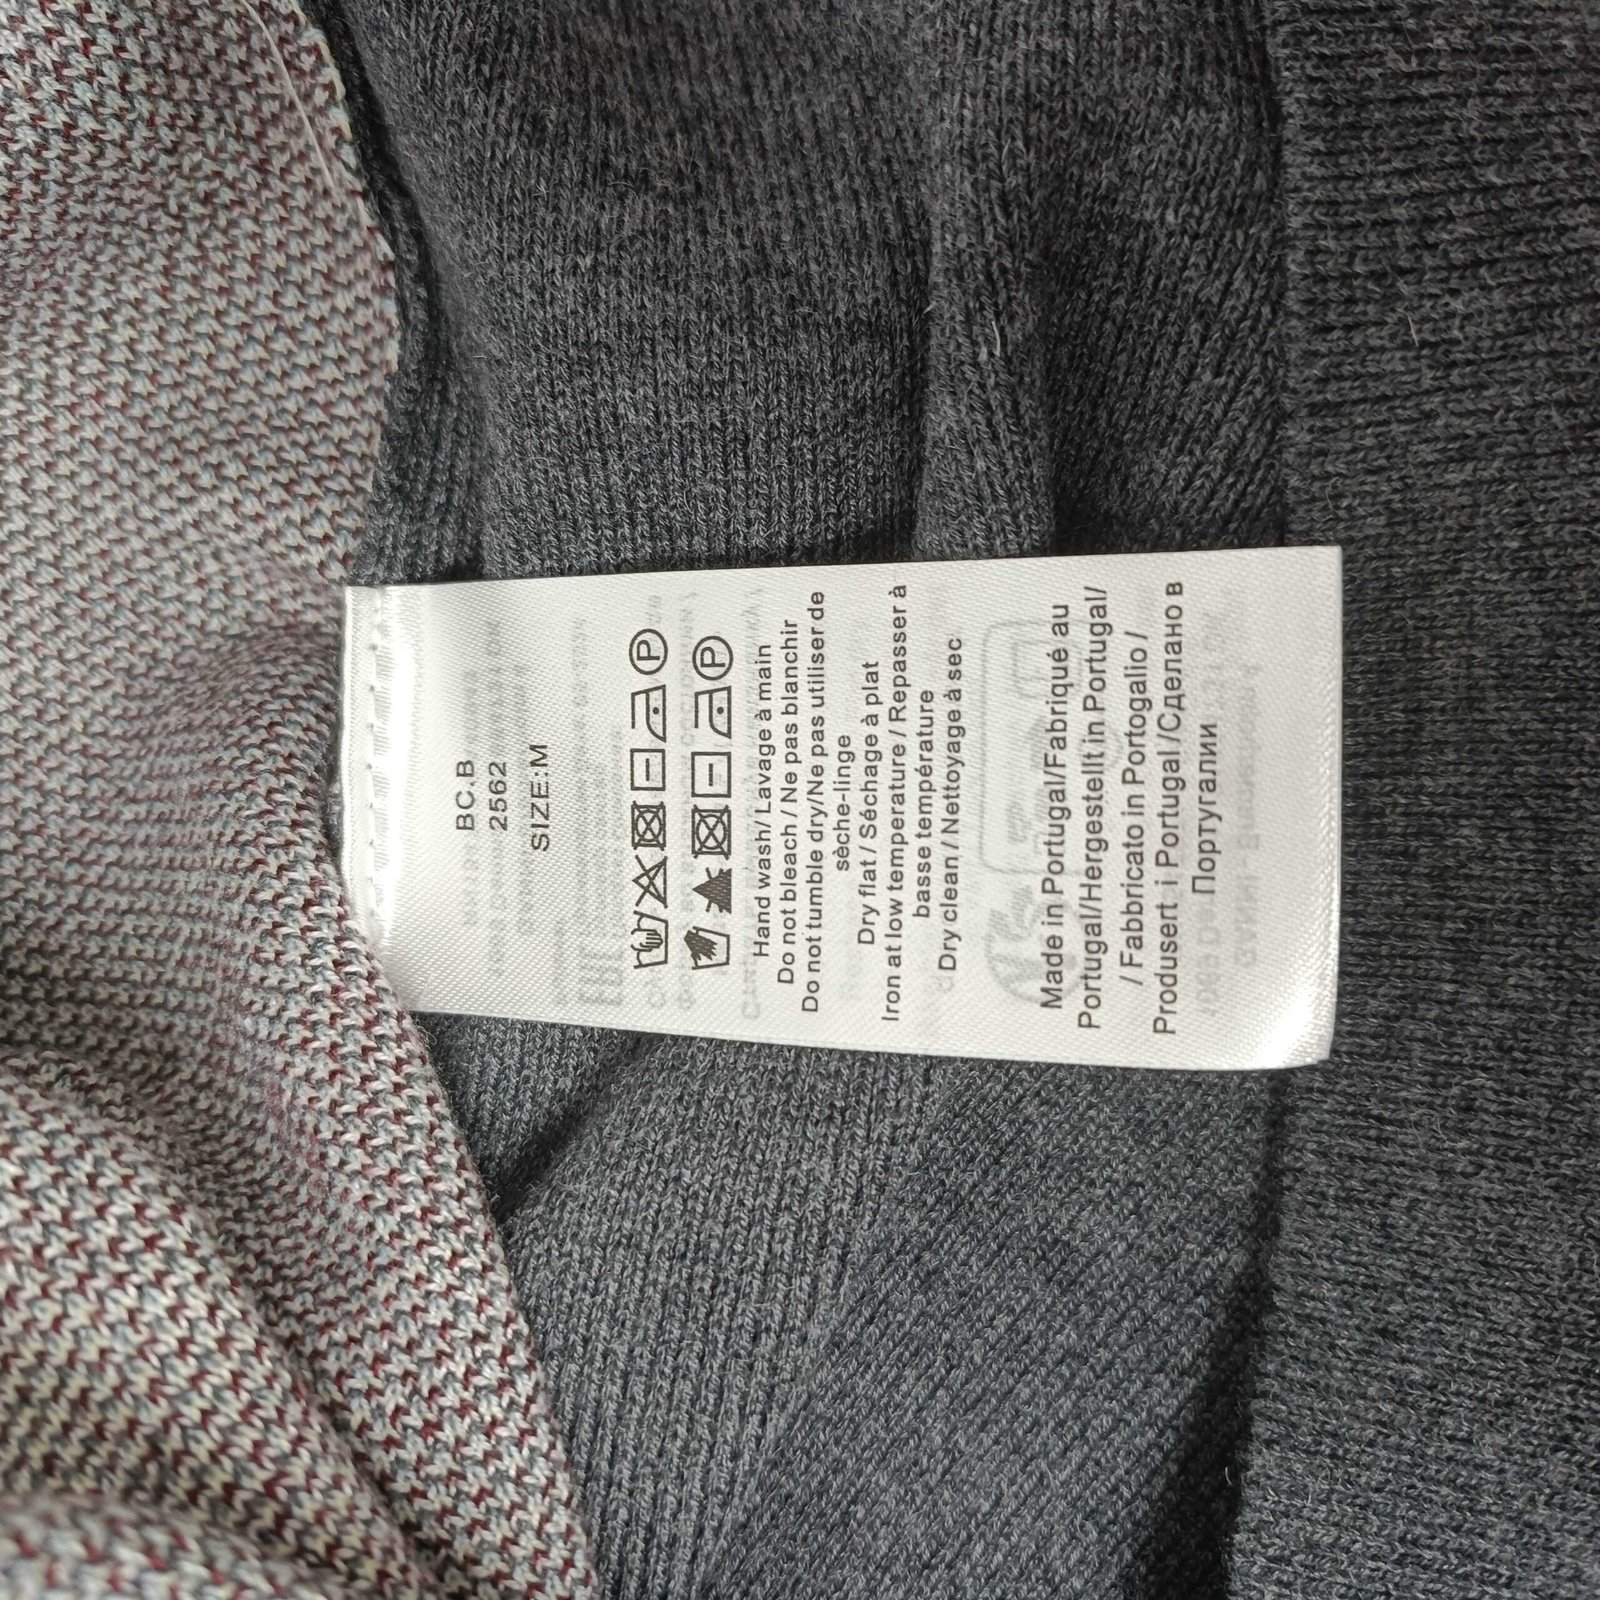 BC.B
2562
SIZE:M
P
P
Hand wash/ Lavage à main
Do not bleach / Ne pas blanchir
Do not tumble dry/Ne pas utiliser de
sèche-linge
Dry flat / Séchage à plat
Iron at low temperature / Repasser à
basse température
Dry clean / Nettoyage à sec
Made in Portugal/Fabriqué au
Portugal/Hergestellt in Portugal/
/ Fabbricato in Portogalio /
Produsert i Portugal /Сделано в
Португалии